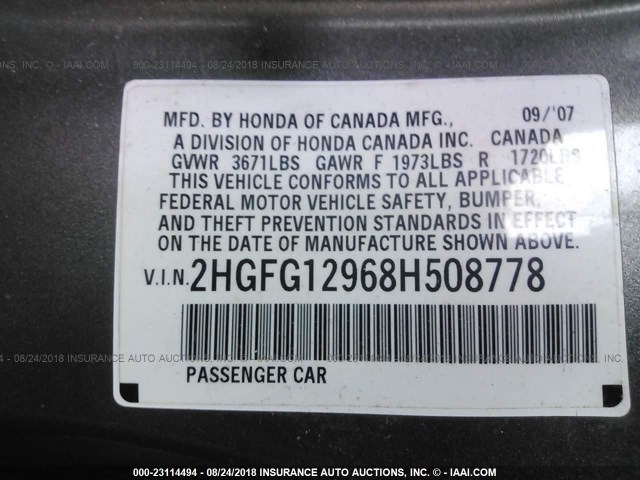 MFD. BY HONDA OF CANADA MFG., 09/'07
A DIVISION OF HONDA CANADA INC. CANADA
GVWR 3671LBS GAWR F 1973LBS R 1720LBS
THIS VEHICLE CONFORMS TO ALL APPLICABLE
FEDERAL MOTOR VEHICLE SAFETY, BUMPER,
AND THEFT PREVENTION STANDARDS IN EFFECT
ON THE DATE OF MANUFACTURE SHOWN ABOVE.
V.I.N. 2HGFG12968H508778
PASSENGER CAR
000-23114494 - 08/24/2018 INSURANCE AUTO AUCTIONS, INC. - © - IAAI.COM